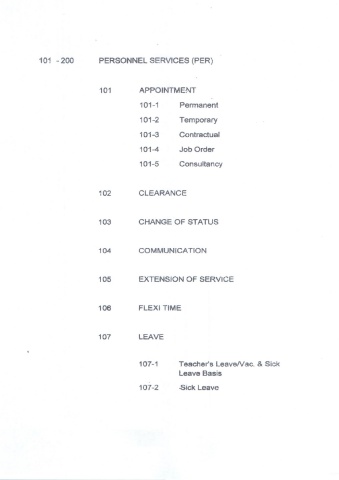 101 - 200 PERSONNEL SERVICES (PER)
101 APPOINTMENT
101-1 Permanent
101-2 Temporary
101-3 Contractual
101-4 Job Order
101-5 Consultancy
102 CLEARANCE
103 CHANGE OF STATUS
104 COMMUNICATION
105 EXTENSION OF SERVICE
106 FLEXI TIME
107 LEAVE
107-1 Teacher's Leave/Vac. & Sick
Leave Basis
107-2 Sick Leave